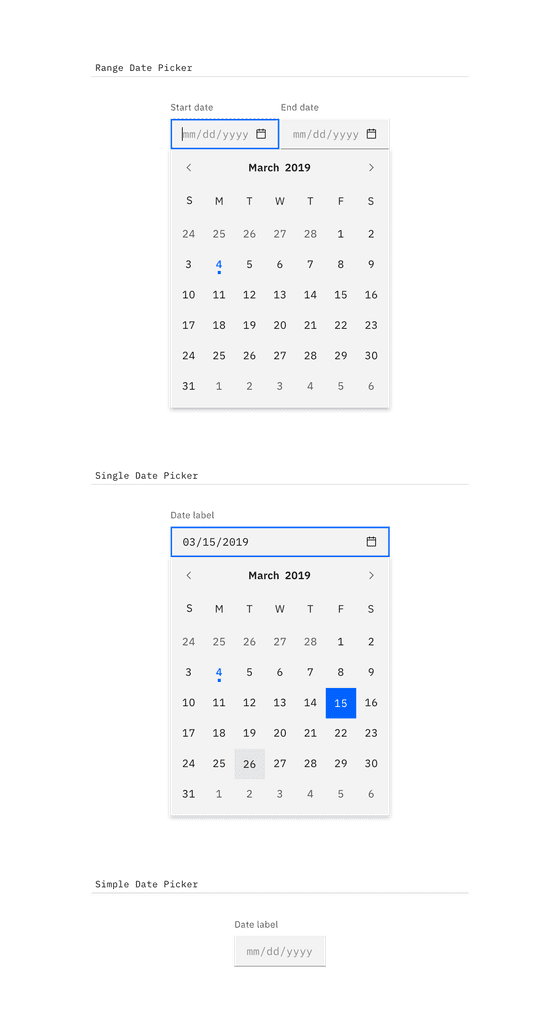 Range Date Picker
Start date End date
mm/dd/yyyy mm/dd/yyyy
March 2019
S M T W T F S
24 25 26 27 28 1 2
3 4 5 6 7 8 9
10 11 12 13 14 15 16
17 18 19 20 21 22 23
24 25 26 27 28 29 30
31 1 2 3 4 5 6
Single Date Picker
Date label
03/15/2019
March 2019
S M T W T F S
24 25 26 27 28 1 2
3 4 5 6 7 8 9
10 11 12 13 14 15 16
17 18 19 20 21 22 23
24 25 26 27 28 29 30
31 1 2 3 4 5 6
Simple Date Picker
Date label
mm/dd/yyyy